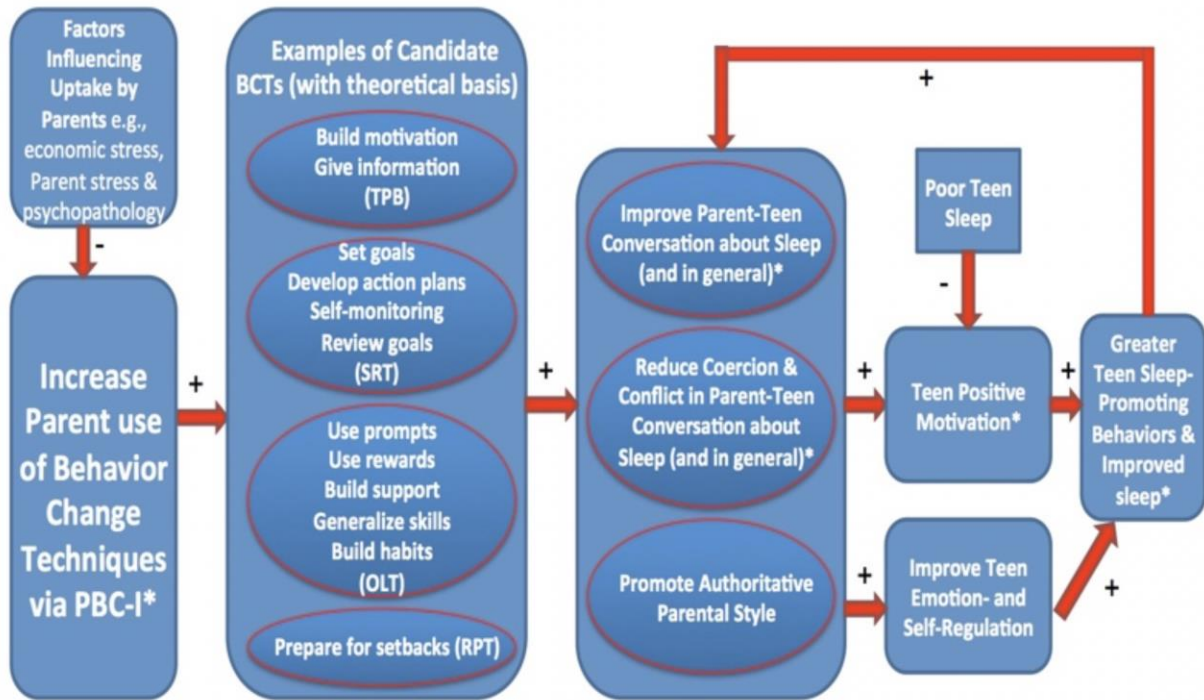 Factors
Influencing
Uptake by
Parents e.g.,
economic stress,
Parent stress &
psychopathology
-
Increase
Parent use
of Behavior
Change
Techniques
via PBC-I*
+
Examples of Candidate
BCTs (with theoretical basis)
Build motivation
Give information
(TPB)
Set goals
Develop action plans
Self-monitoring
Review goals
(SRT)
Use prompts
Use rewards
Build support
Generalize skills
Build habits
(OLT)
Prepare for setbacks (RPT)
+
Improve Parent-Teen
Conversation about Sleep
(and in general)*
Reduce Coercion &
Conflict in Parent-Teen
Conversation about
Sleep (and in general)*
Promote Authoritative
Parental Style
+
Poor Teen
Sleep
-
+
Teen Positive
Motivation*
+
+
Improve Teen
Emotion- and
Self-Regulation
+
Greater
Teen Sleep-
Promoting
Behaviors &
Improved
sleep*